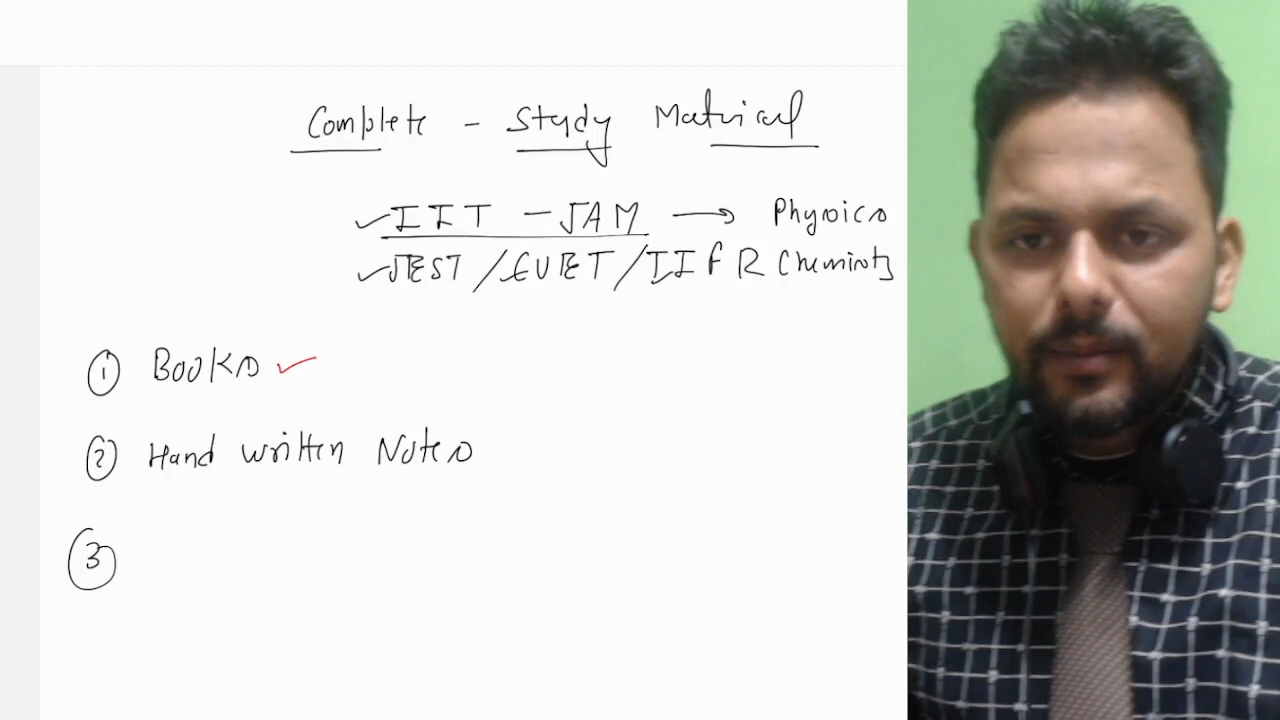 Complete - Study Material
✓ IIT - JAM → Physics
✓ JEST / CUET / TIFR Chemistry
① Books ✓
② Hand written Notes
③